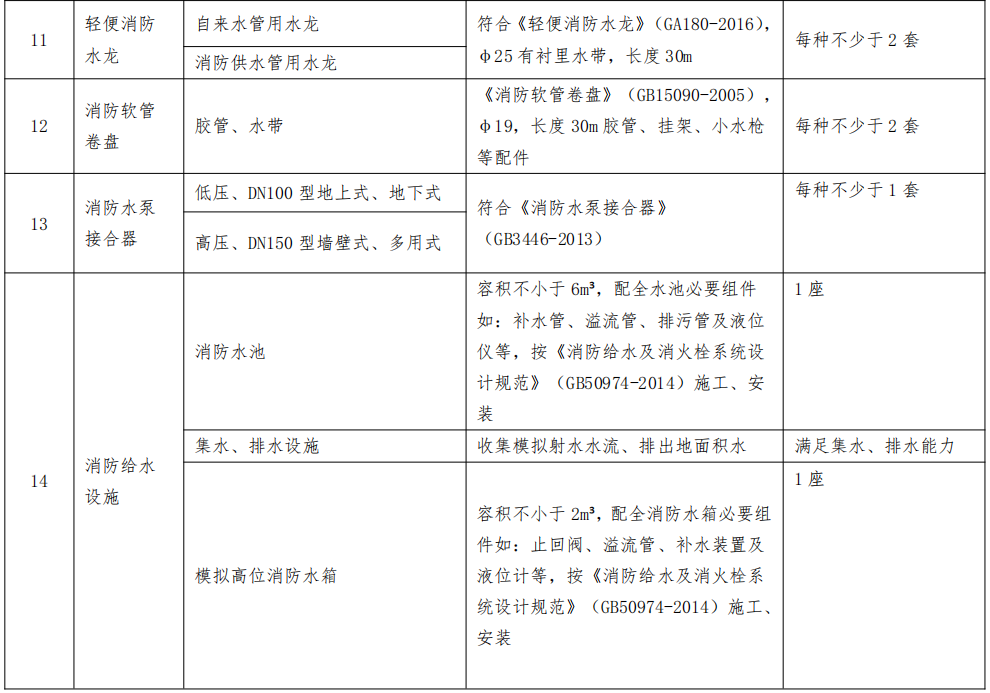 11
轻便消防
水龙
自来水管用水龙
消防供水管用水龙
符合《轻便消防水龙》（GA180-2016），
φ25 有衬里水带，长度 30m
每种不少于 2 套
12
消防软管
卷盘
胶管、水带
《消防软管卷盘》（GB15090-2005），
φ19，长度 30m 胶管、挂架、小水枪
等配件
每种不少于 2 套
13
消防水泵
接合器
低压、DN100 型地上式、地下式
高压、DN150 型墙壁式、多用式
符合《消防水泵接合器》
（GB3446-2013）
每种不少于 1 套
14
消防给水
设施
消防水池
容积不小于 6m³，配全水池必要组件
如：补水管、溢流管、排污管及液位
仪等，按《消防给水及消火栓系统设
计规范》（GB50974-2014）施工、安
装
1 座
集水、排水设施
收集模拟射水水流、排出地面积水
满足集水、排水能力
模拟高位消防水箱
容积不小于 2m³，配全消防水箱必要组
件如：止回阀、溢流管、补水装置及
液位计等，按《消防给水及消火栓系
统设计规范》（GB50974-2014）施工、
安装
1 座